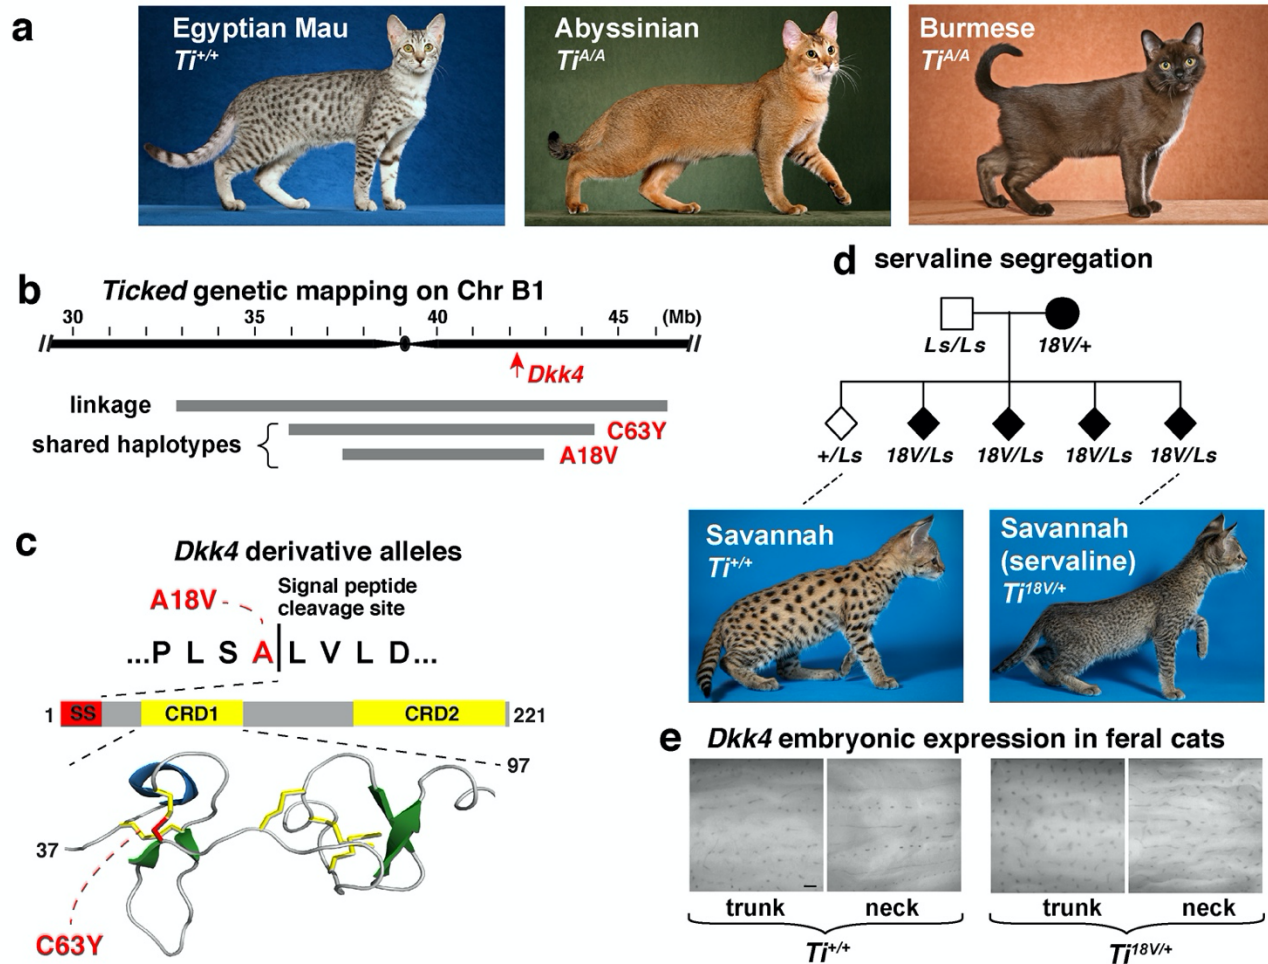 a
Egyptian Mau
Ti+/+
Abyssinian
TiA/A
Burmese
TiA/A
b
Ticked genetic mapping on Chr B1
30 35 40 45 (Mb)
Dkk4
linkage
shared haplotypes
C63Y
A18V
c
Dkk4 derivative alleles
A18V
Signal peptide
cleavage site
...P L S A L V L D...
1 SS CRD1 CRD2 221
97
37
C63Y
d servaline segregation
Ls/Ls 18V/+
+/Ls 18V/Ls 18V/Ls 18V/Ls 18V/Ls
Savannah
Ti+/+
Savannah
(servaline)
Ti18V/+
e Dkk4 embryonic expression in feral cats
trunk neck trunk neck
Ti+/+ Ti18V/+